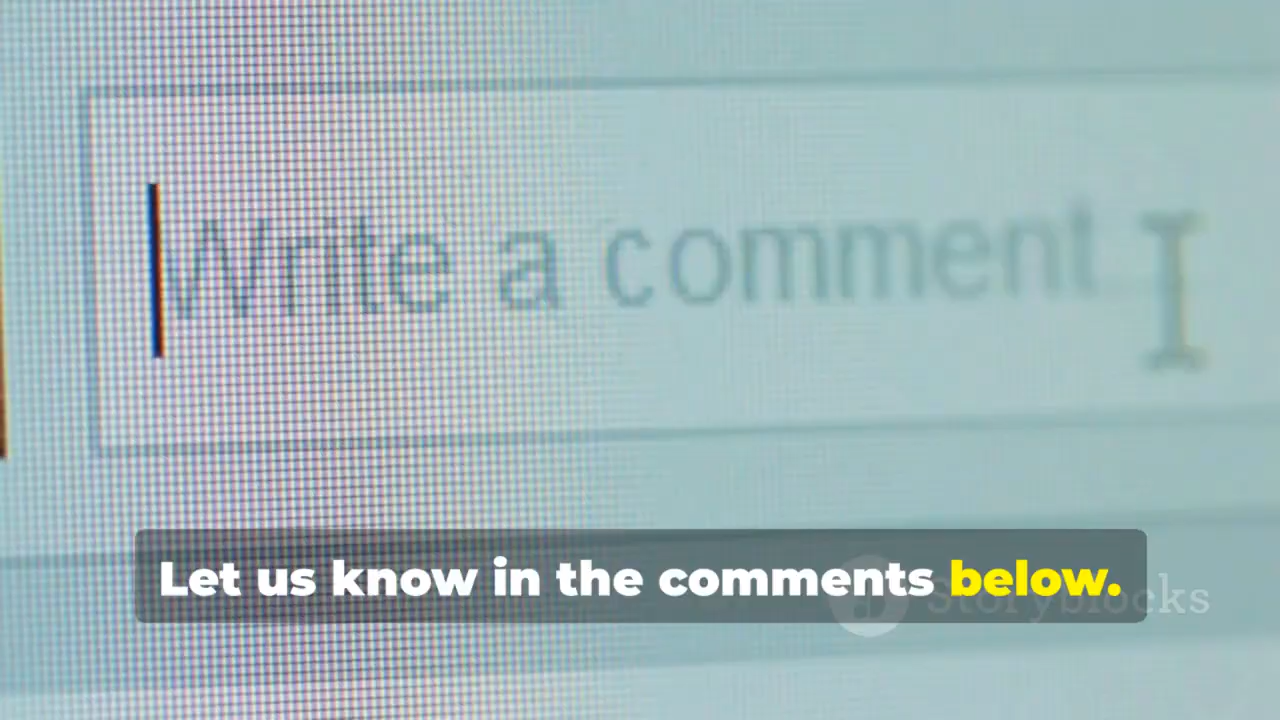 Write a comment
Let us know in the comments below.
Storyblocks